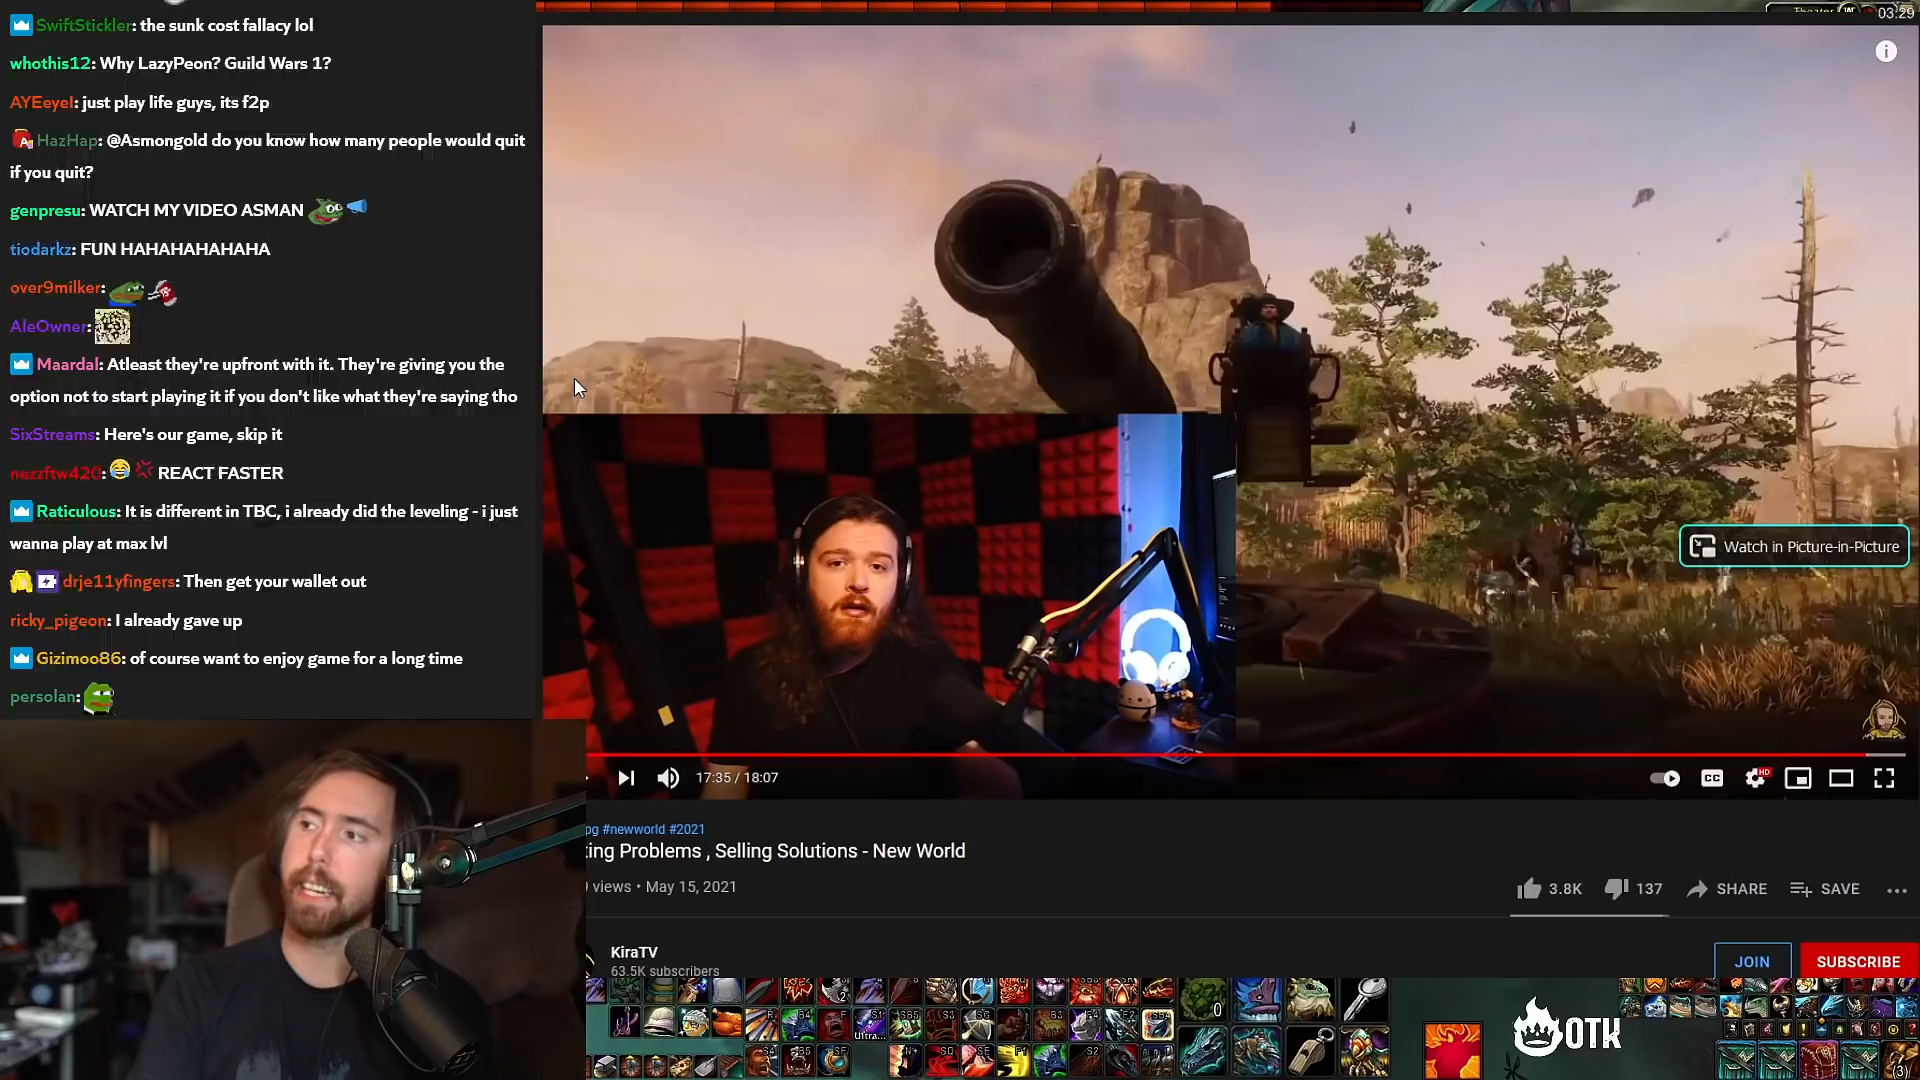 SwiftStickler: the sunk cost fallacy lol
whothis12: Why LazyPeon? Guild Wars 1?
AYEeyeI: just play life guys, its f2p
HazHap: @Asmongold do you know how many people would quit
if you quit?
genpresu: WATCH MY VIDEO ASMAN
tiodarkz: FUN HAHAHAHAHAHA
over9milker:
AleOwner:
Maardal: Atleast they're upfront with it. They're giving you the
option not to start playing it if you don't like what they're saying tho
SixStreams: Here's our game, skip it
nezzftw420: REACT FASTER
Raticulous: It is different in TBC, i already did the leveling - i just
wanna play at max lvl
drje11yfingers: Then get your wallet out
ricky_pigeon: I already gave up
Gizimoo86: of course want to enjoy game for a long time
persolan:
03:29
Watch in Picture-in-Picture
17:35 / 18:07
CC
HD
#newworld #2021
ing Problems , Selling Solutions - New World
views • May 15, 2021
3.8K
137
SHARE
SAVE
KiraTV
63.5K subscribers
JOIN
SUBSCRIBE
OTK